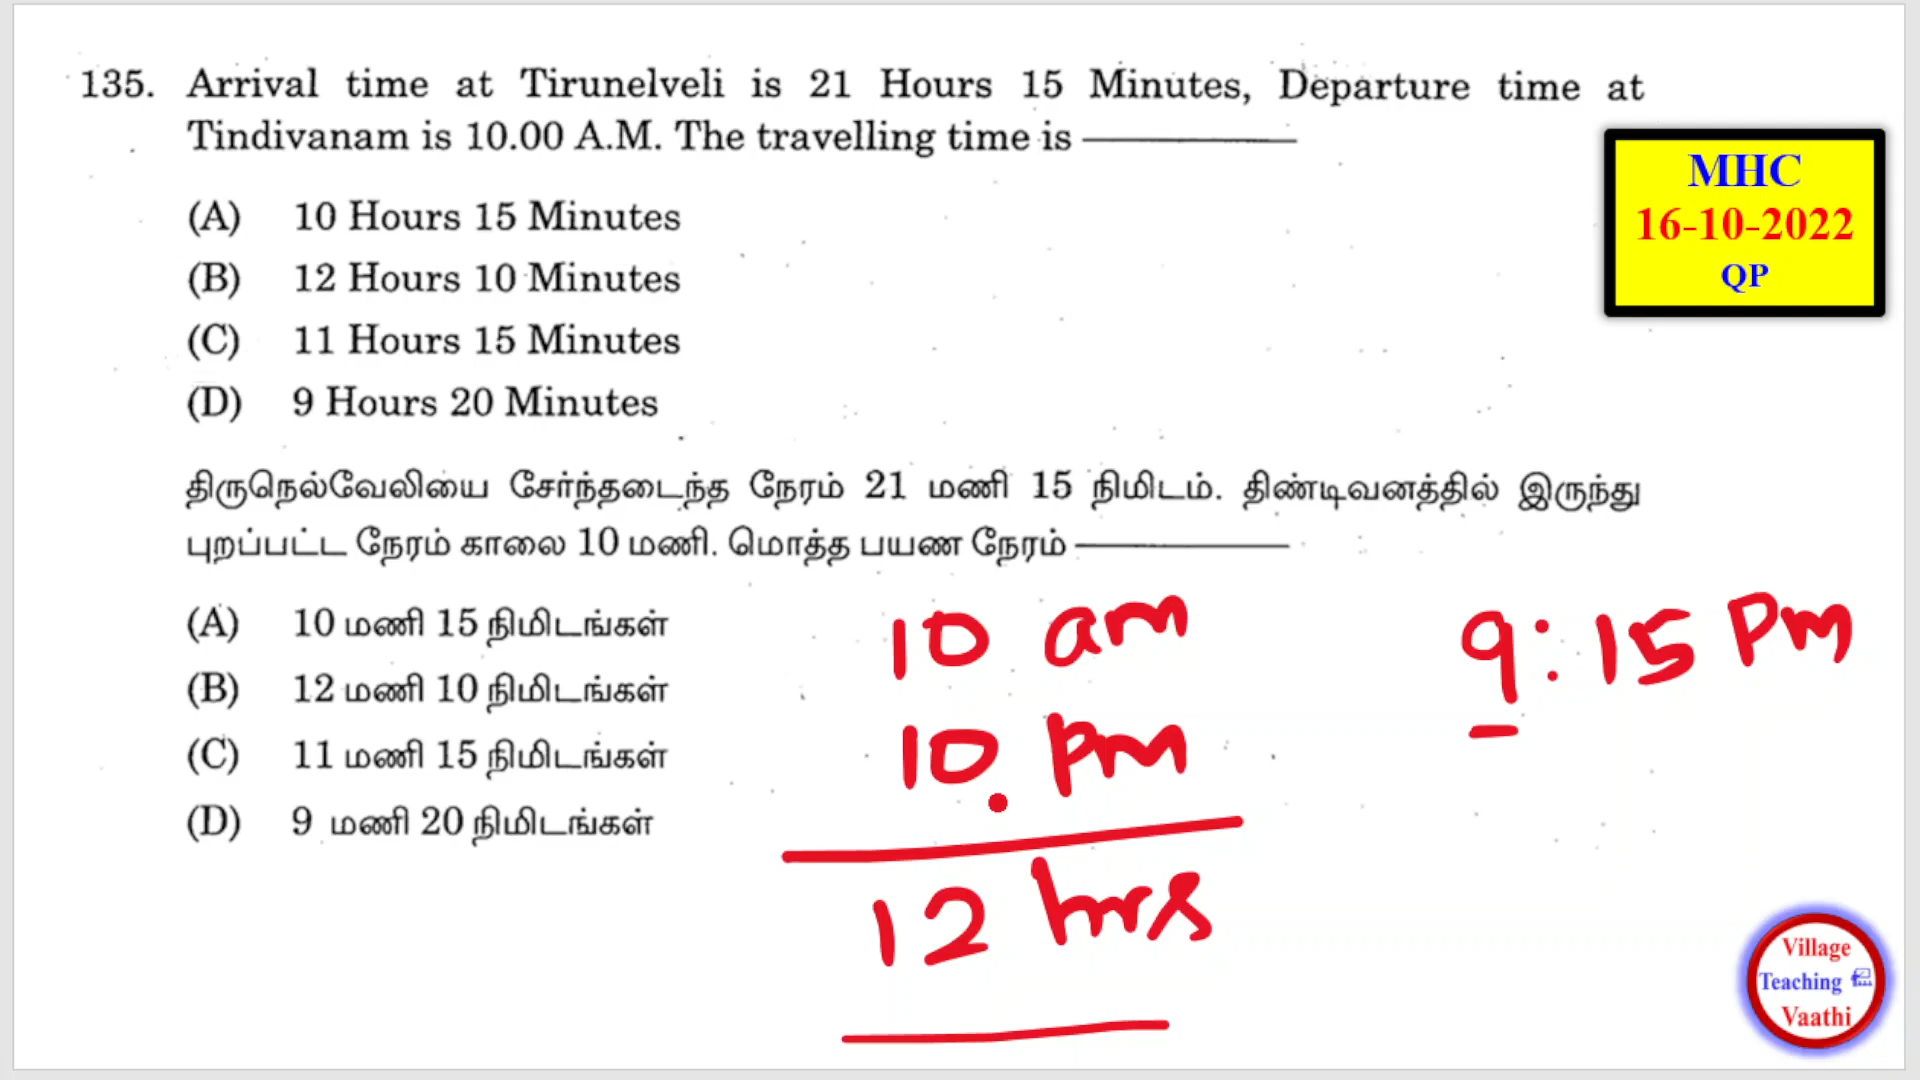 135. Arrival time at Tirunelveli is 21 Hours 15 Minutes, Departure time at
Tindivanam is 10.00 A.M. The travelling time is
(A) 10 Hours 15 Minutes
(B) 12 Hours 10 Minutes
(C) 11 Hours 15 Minutes
(D) 9 Hours 20 Minutes
MHC
16-10-2022
QP
திருநெல்வேலியை சேர்ந்தடைந்த நேரம் 21 மணி 15 நிமிடம். திண்டிவனத்தில் இருந்து
புறப்பட்ட நேரம் காலை 10 மணி. மொத்த பயண நேரம்
(A) 10 மணி 15 நிமிடங்கள்
(B) 12 மணி 10 நிமிடங்கள்
(C) 11 மணி 15 நிமிடங்கள்
(D) 9 மணி 20 நிமிடங்கள்
10 am
9:15 Pm
10 Pm
12 hrs
Village
Teaching
Vaathi